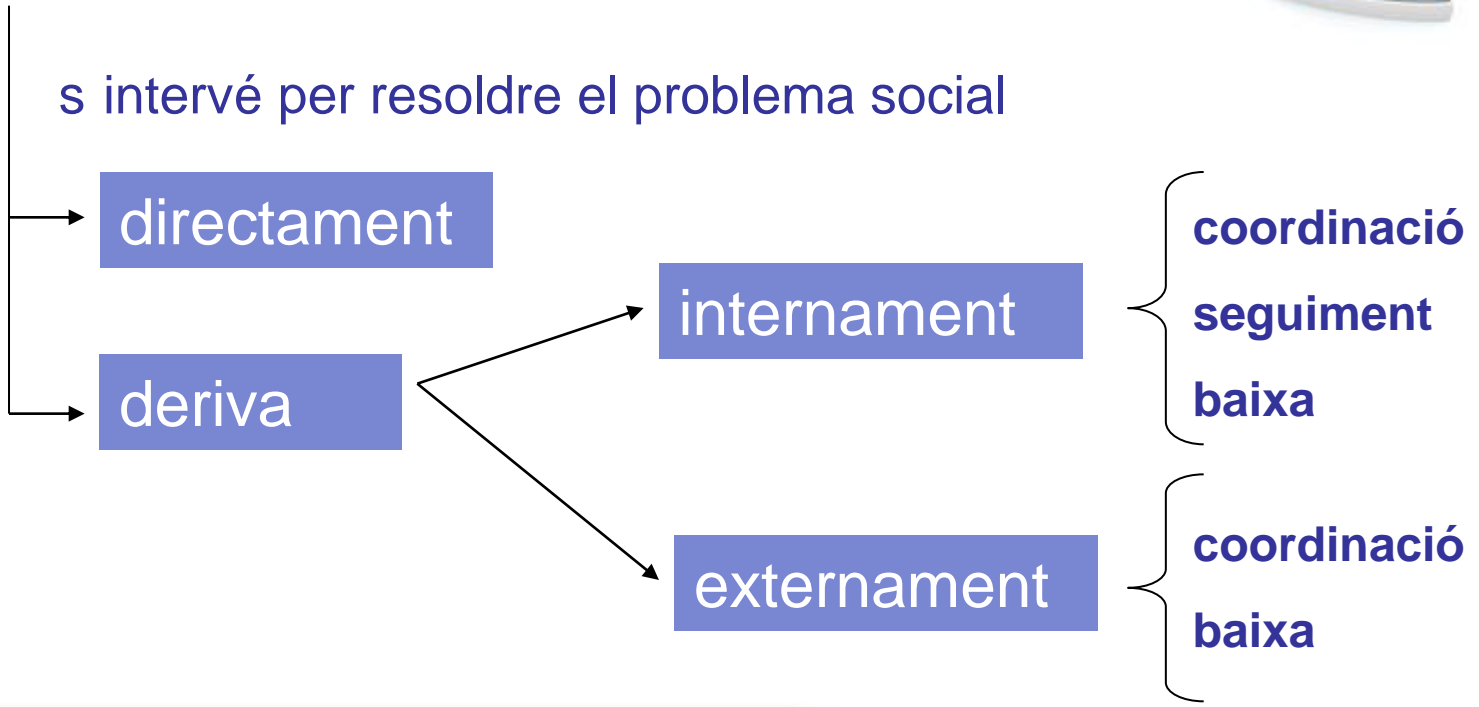 s intervé per resoldre el problema social
directament
deriva
internament
coordinació
seguiment
baixa
externament
coordinació
baixa